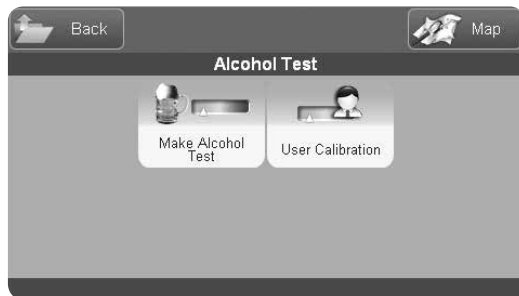 Back
Map
Alcohol Test
Make Alcohol
Test
User Calibration